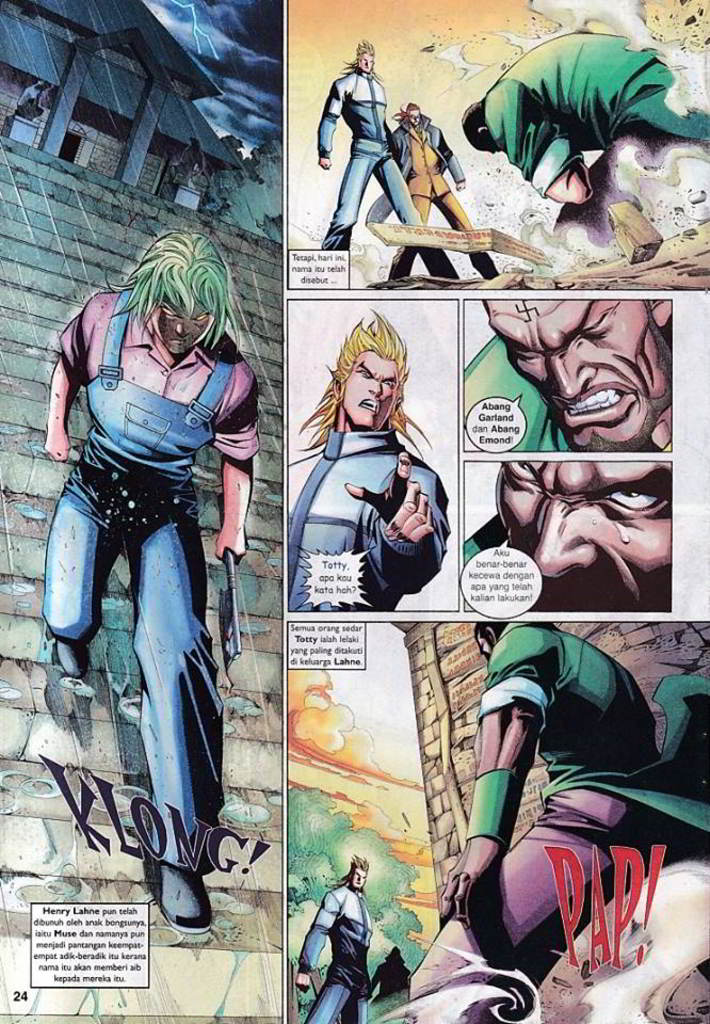 KLONG!
Henry Lahne pun telah
dibunuh oleh anak bongsunya,
iaitu Muse dan namanya pun
menjadi pantangan keempat-
empat adik-beradik itu kerana
nama itu akan memberi aib
kepada mereka itu.
24
Tetapi, hari ini,
nama itu telah
disebut ...
Totty,
apa kau
kata hah?
Abang
Garland
dan Abang
Emond!
Aku
benar-benar
kecewa dengan
apa yang telah
kalian lakukan!
Semua orang sedar
Totty ialah lelaki
yang paling ditakuti
di keluarga Lahne.
PAP!